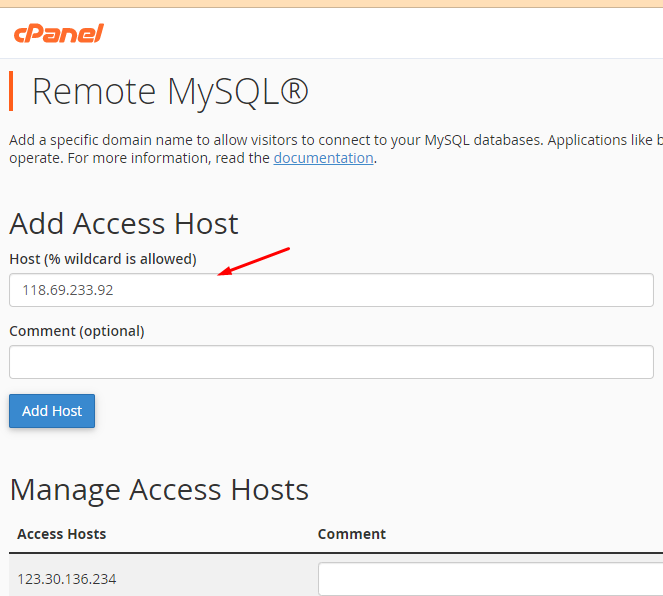 cPanel
Remote MySQL®
Add a specific domain name to allow visitors to connect to your MySQL databases. Applications like
operate. For more information, read the documentation.
Add Access Host
Host (% wildcard is allowed)
118.69.233.92
Comment (optional)
Add Host
Manage Access Hosts
Access Hosts Comment
123.30.136.234